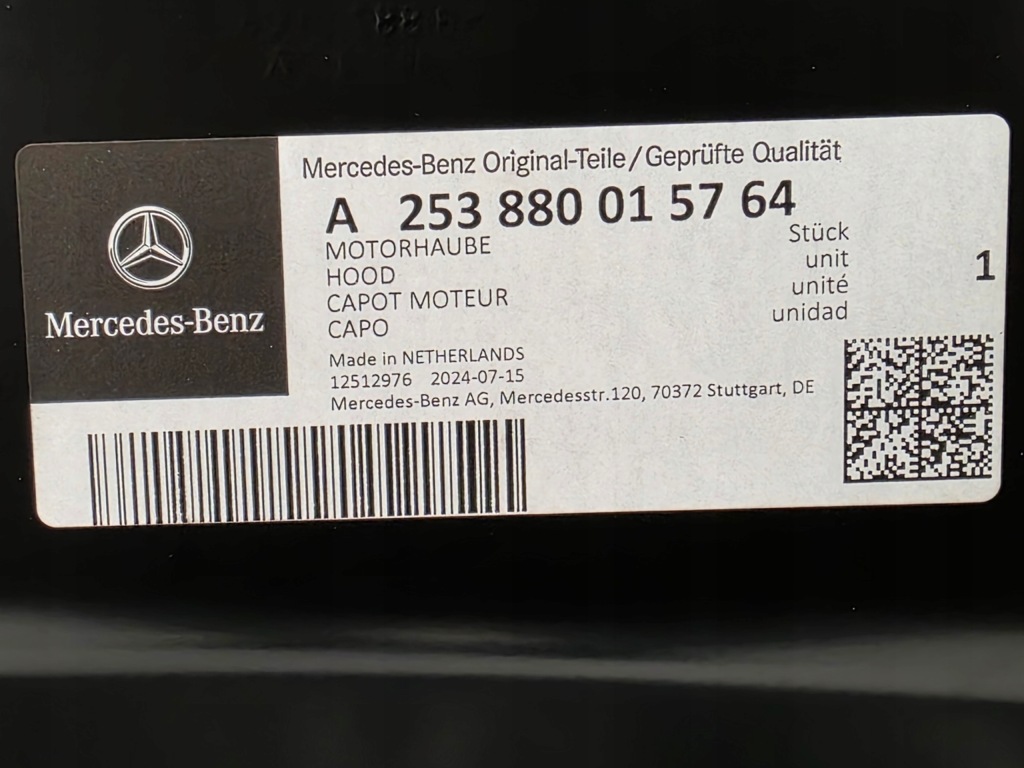 Mercedes-Benz
Mercedes-Benz Original-Teile/Geprüfte Qualität
A 253 880 01 57 64
MOTORHAUBE
HOOD
CAPOT MOTEUR
CAPO
Stück
unit
unité
unidad
1
Made in NETHERLANDS
12512976 2024-07-15
Mercedes-Benz AG, Mercedesstr.120, 70372 Stuttgart, DE